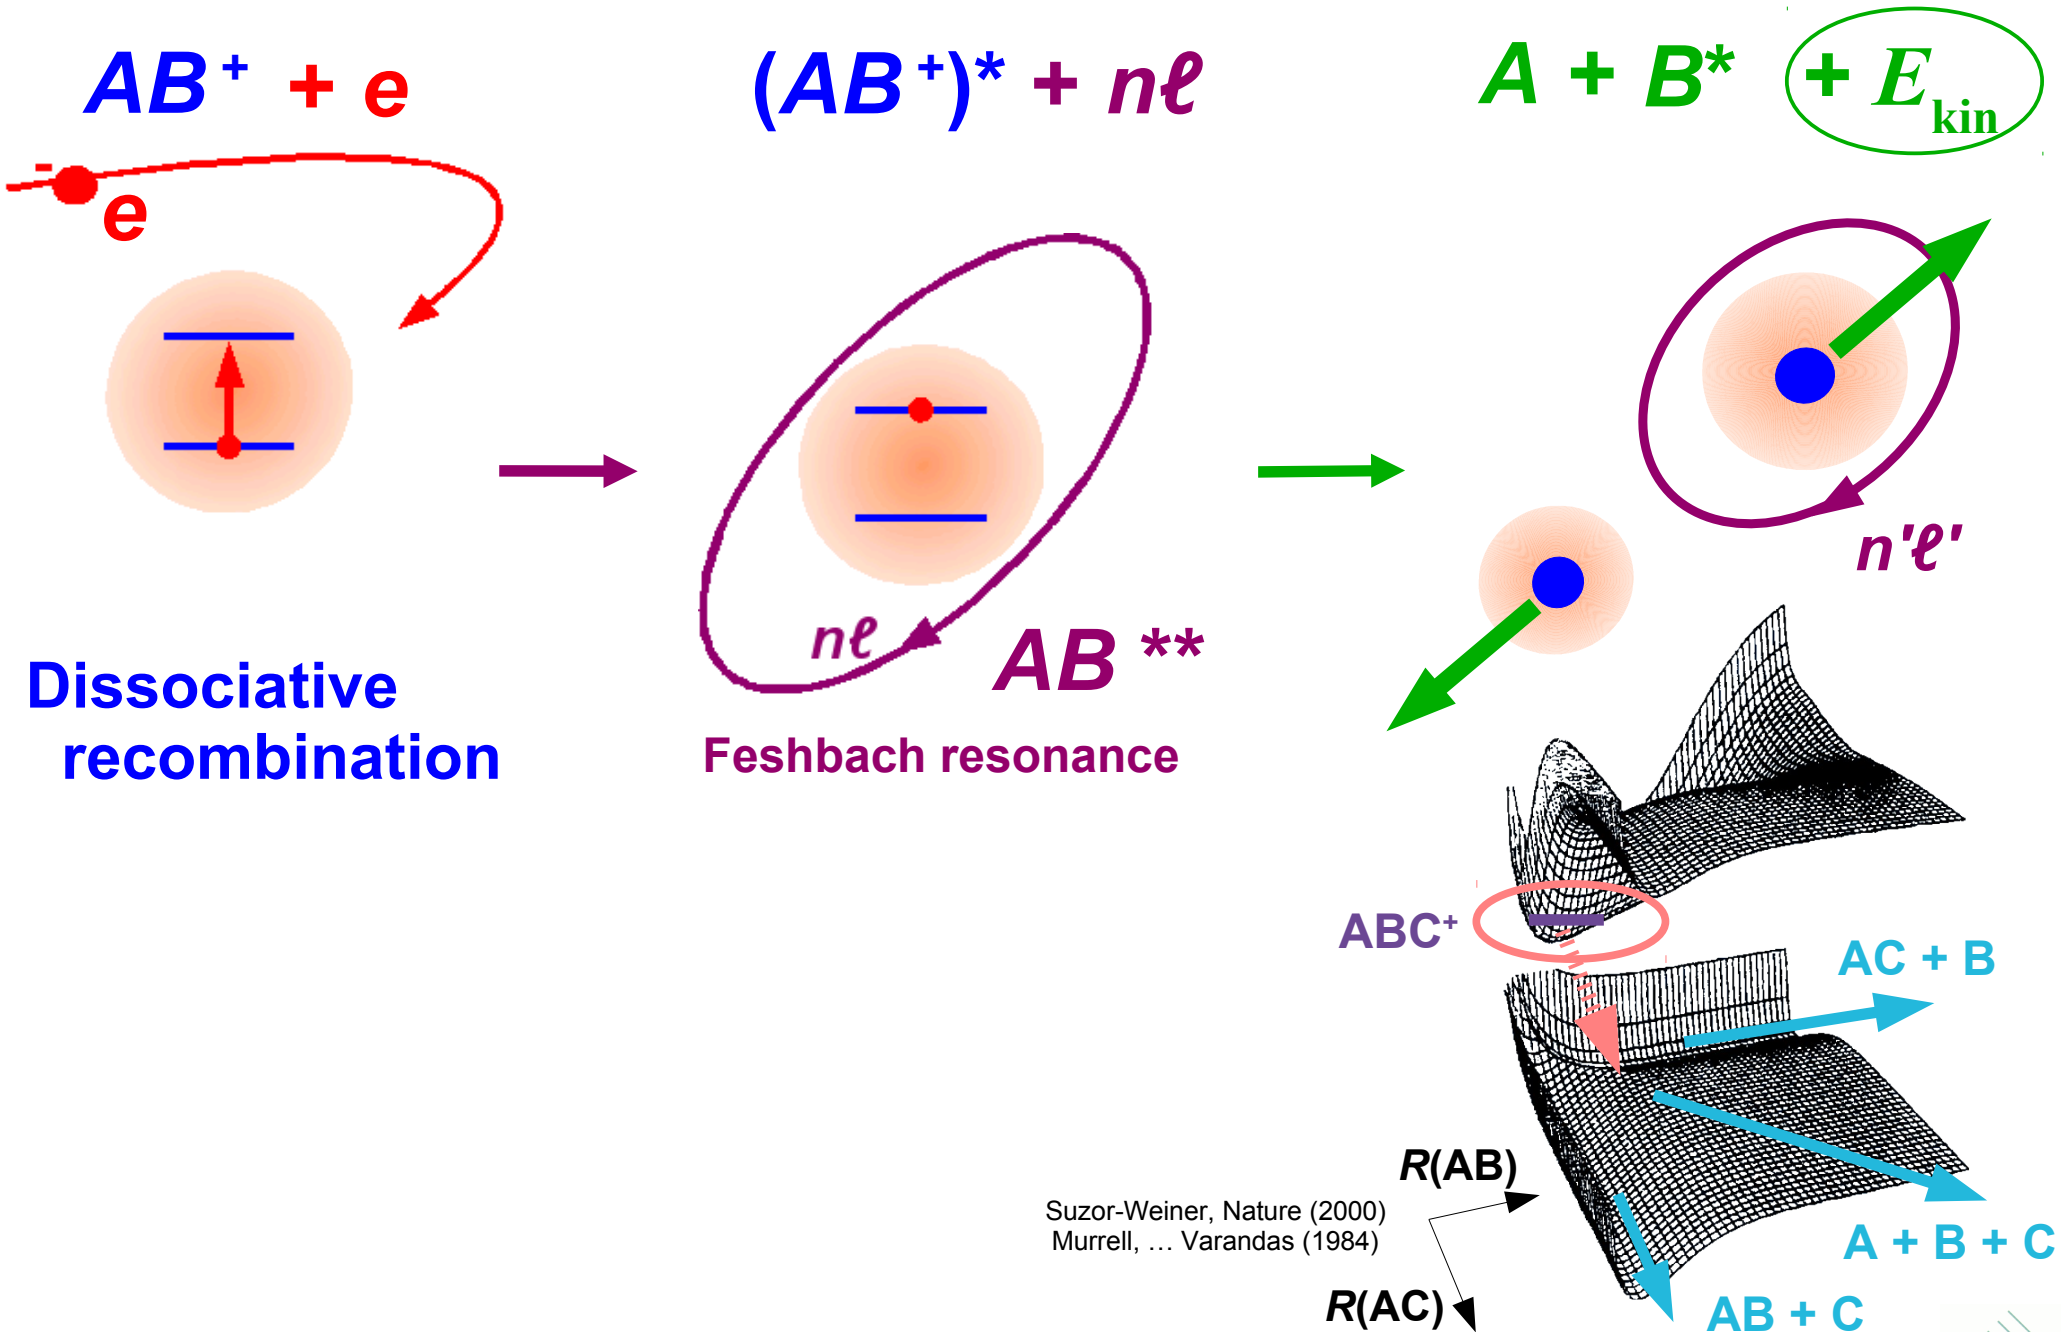 AB⁺ + e
(AB⁺)* + nℓ
A + B* + E_kin
-
e
nℓ
AB **
n'ℓ'
Dissociative
recombination
Feshbach resonance
ABC⁺
AC + B
R(AB)
Suzor-Weiner, Nature (2000)
Murrell, … Varandas (1984)
A + B + C
R(AC)
AB + C